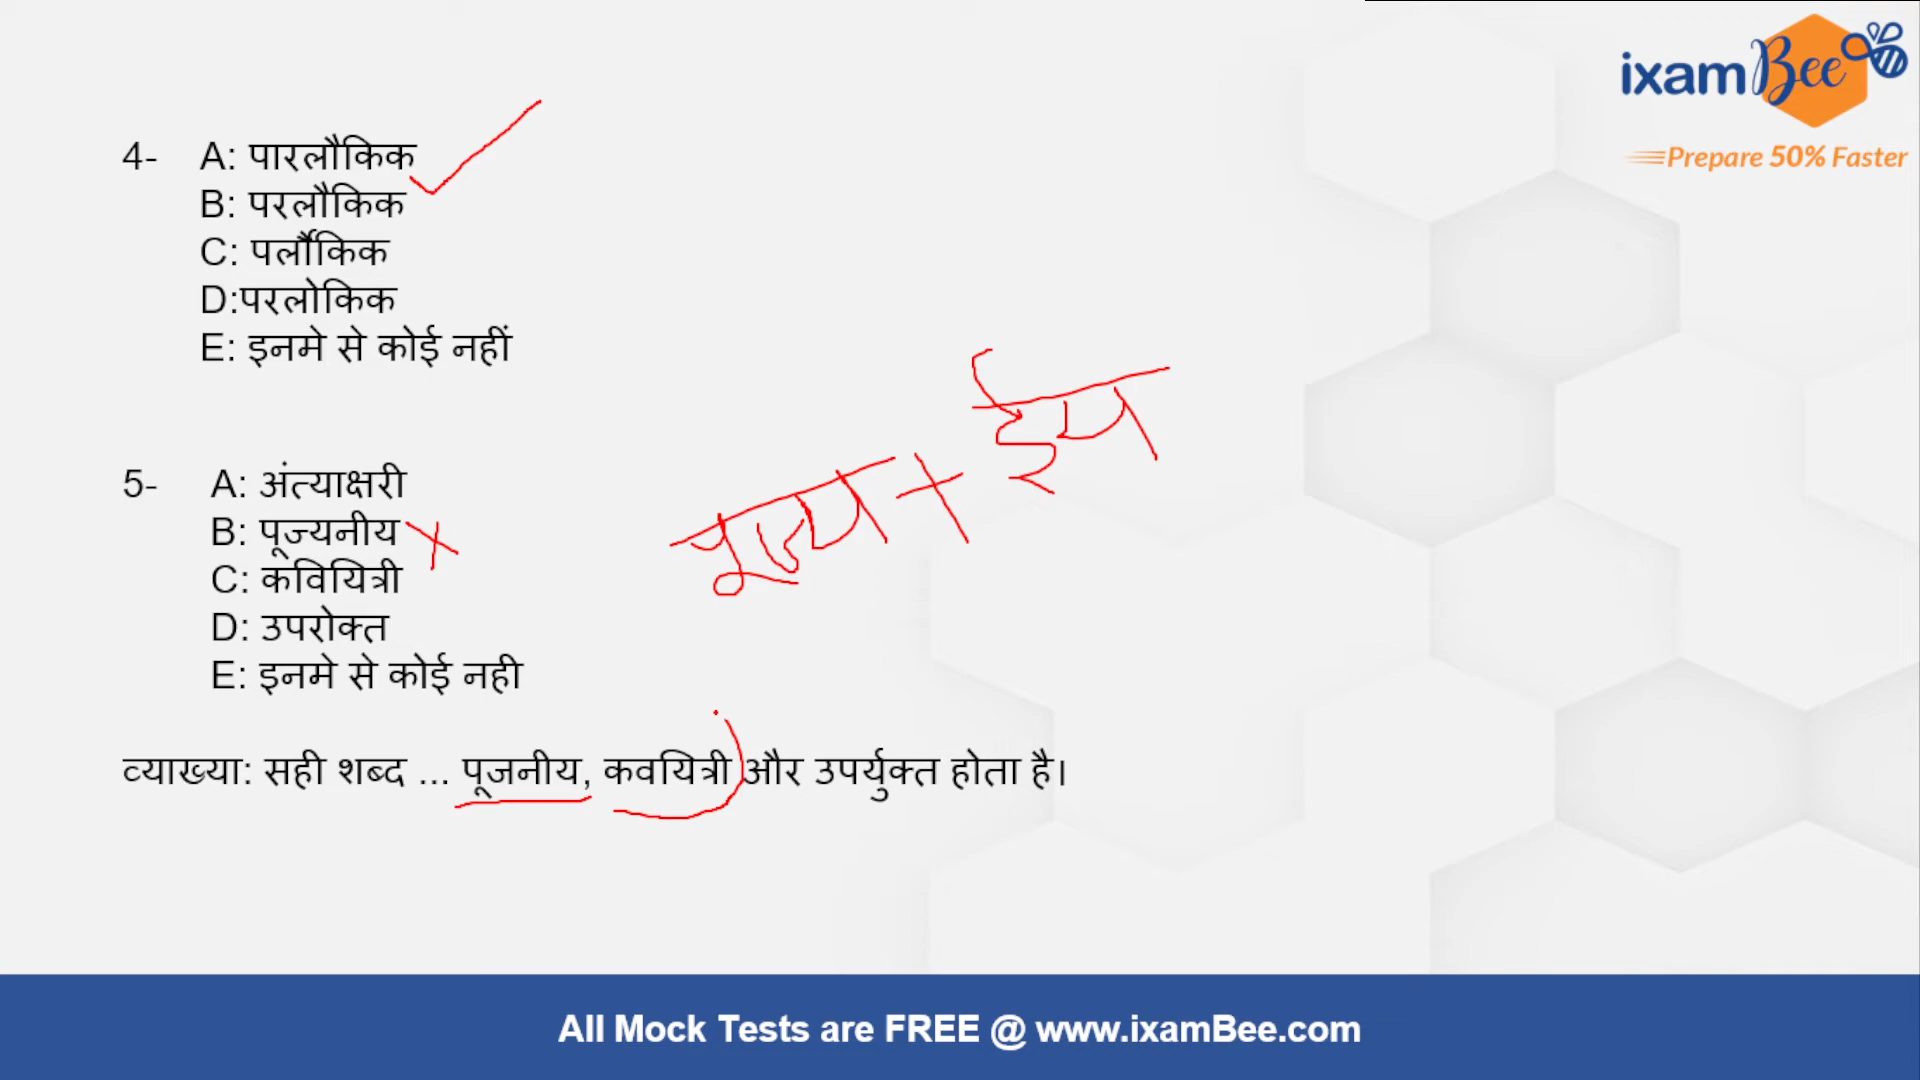 ixamBee
Prepare 50% Faster
4- A: पारलौकिक
B: परलौकिक
C: पर्लौकिक
D:परलोकिक
E: इनमे से कोई नहीं
5- A: अंत्याक्षरी
B: पूज्यनीय
C: कवियित्री
D: उपरोक्त
E: इनमे से कोई नही
व्याख्या: सही शब्द ... पूजनीय, कवयित्री और उपर्युक्त होता है।
All Mock Tests are FREE @ www.ixamBee.com